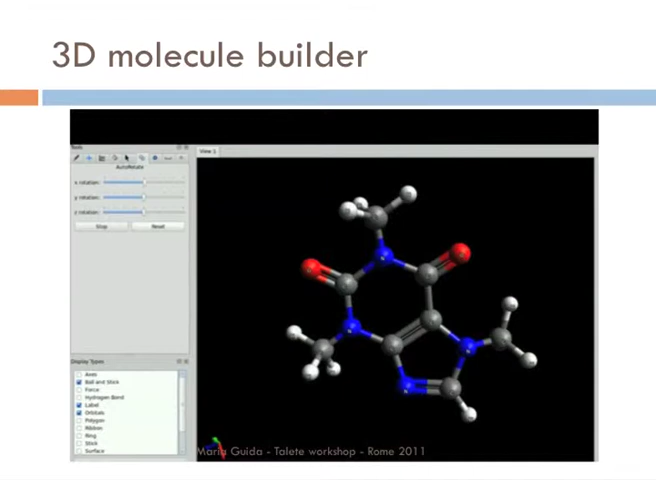 3D molecule builder
Tools
View 1
AutoRotate
x rotation:
y rotation:
z rotation:
Stop
Reset
Display Types
Axes
Ball and Stick
Force
Hydrogen Bond
Label
Orbitals
Polygon
Ribbon
Ring
Stick
Surface
Maria Guida - Talete workshop - Rome 2011